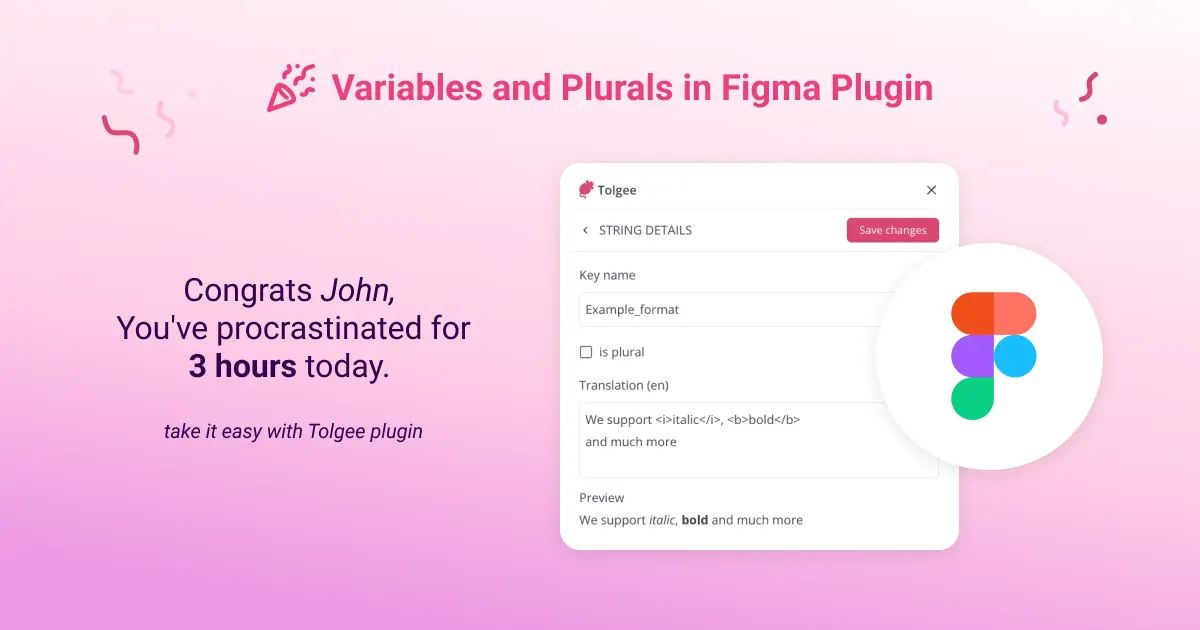 Variables and Plurals in Figma Plugin
Congrats John,
You've procrastinated for
3 hours today.
take it easy with Tolgee plugin
Tolgee
STRING DETAILS
Save changes
Key name
Example_format
is plural
Translation (en)
We support <i>italic</i>, <b>bold</b>
and much more
Preview
We support italic, bold and much more